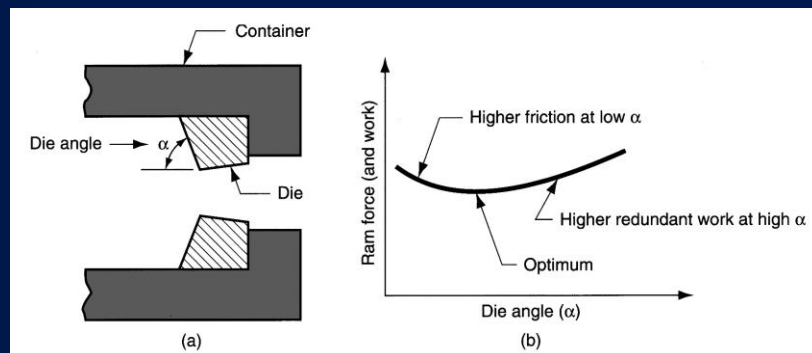 Container
Die angle
α
Die
(a)
Ram force (and work)
Higher friction at low α
Higher redundant work at high α
Optimum
Die angle (α)
(b)